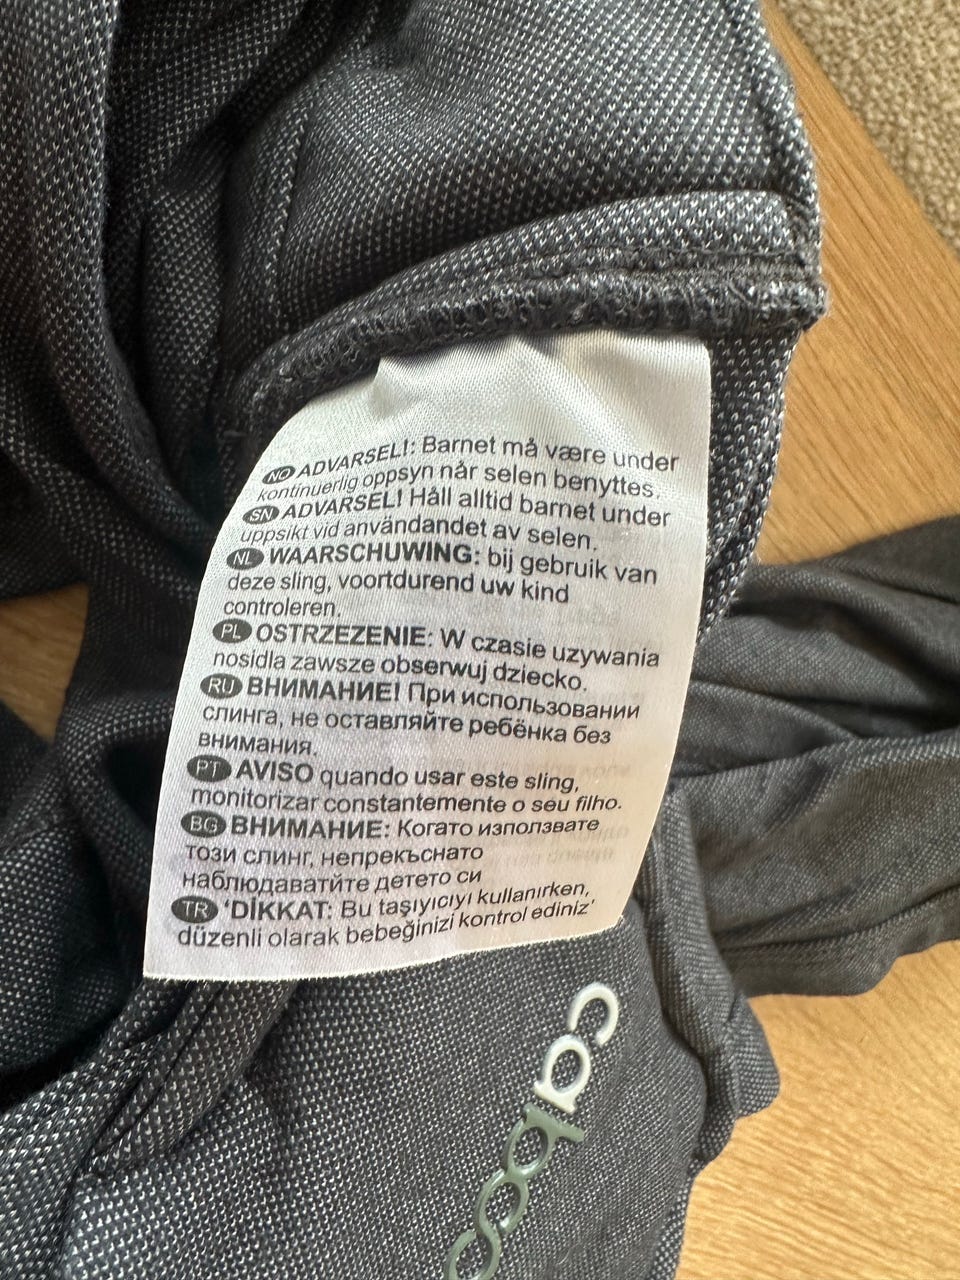 NO ADVARSEL!: Barnet må være under
kontinuerlig oppsyn når selen benyttes.
SN ADVARSEL! Håll alltid barnet under
uppsikt vid användandet av selen.
NL WAARSCHUWING: bij gebruik van
deze sling, voortdurend uw kind
controleren.
PL OSTRZEZENIE: W czasie uzywania
nosidla zawsze obserwuj dziecko.
RU ВНИМАНИЕ! При использовании
слинга, не оставляйте ребёнка без
внимания.
PT AVISO quando usar este sling,
monitorizar constantemente o seu filho.
BG ВНИМАНИЕ: Когато използвате
този слинг, непрекъснато
наблюдаватйте детето си
TR 'DİKKAT: Bu taşıyıcıyı kullanırken,
düzenli olarak bebeğinizi kontrol ediniz'
caboo